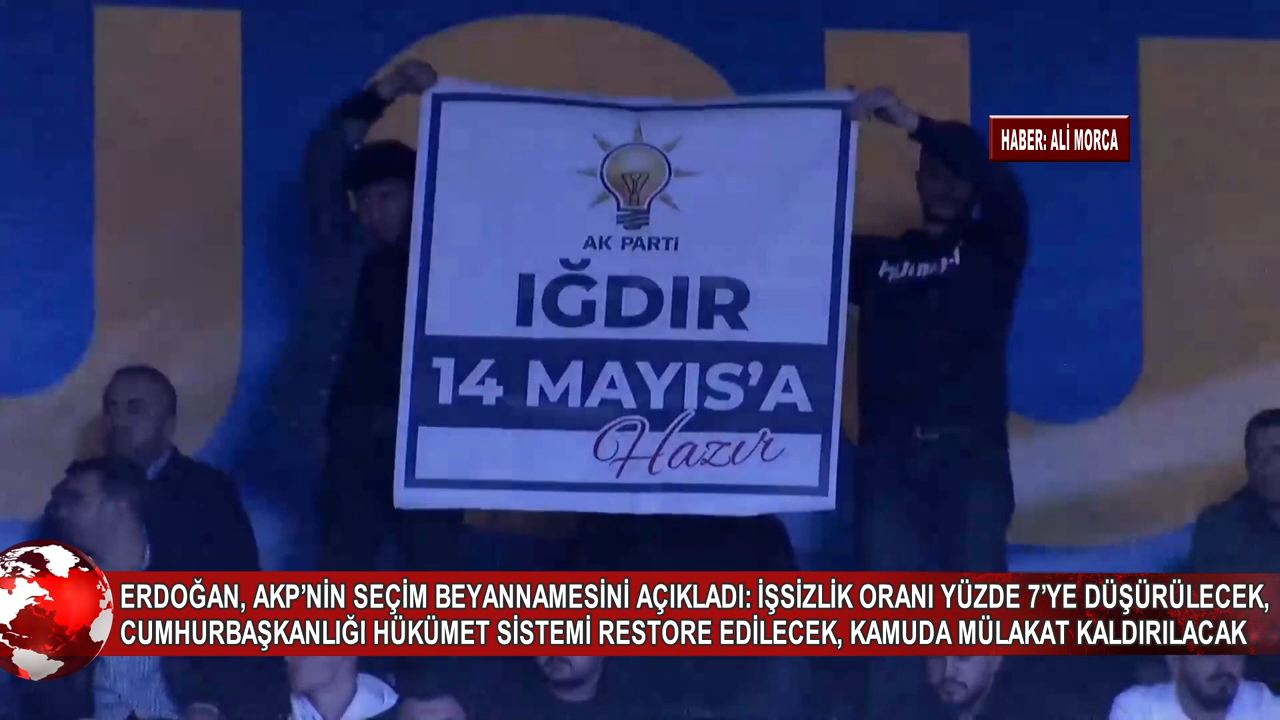 HABER: ALİ MORCA
AK PARTİ
IĞDIR
14 MAYIS'A
Hazır
ERDOĞAN, AKP'NİN SEÇİM BEYANNAMESİNİ AÇIKLADI: İŞSİZLİK ORANI YÜZDE 7'YE DÜŞÜRÜLECEK,
CUMHURBAŞKANLIĞI HÜKÜMET SİSTEMİ RESTORE EDİLECEK, KAMUDA MÜLAKAT KALDIRILACAK